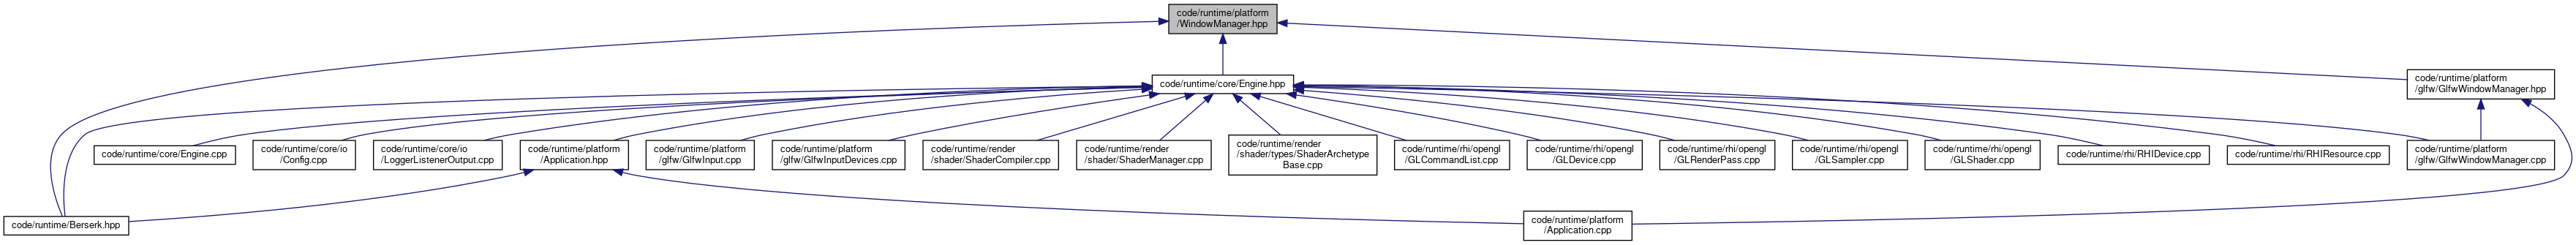 code/runtime/platform
/WindowManager.hpp
code/runtime/core/Engine.hpp
code/runtime/platform
/glfw/GlfwWindowManager.hpp
code/runtime/core/Engine.cpp
code/runtime/core/io
/Config.cpp
code/runtime/core/io
/LoggerListenerOutput.cpp
code/runtime/platform
/Application.hpp
code/runtime/platform
/glfw/GlfwInput.cpp
code/runtime/platform
/glfw/GlfwInputDevices.cpp
code/runtime/render
/shader/ShaderCompiler.cpp
code/runtime/render
/shader/ShaderManager.cpp
code/runtime/render
/shader/types/ShaderArchetype
Base.cpp
code/runtime/rhi/opengl
/GLCommandList.cpp
code/runtime/rhi/opengl
/GLDevice.cpp
code/runtime/rhi/opengl
/GLRenderPass.cpp
code/runtime/rhi/opengl
/GLSampler.cpp
code/runtime/rhi/opengl
/GLShader.cpp
code/runtime/rhi/RHIDevice.cpp
code/runtime/rhi/RHIResource.cpp
code/runtime/platform
/glfw/GlfwWindowManager.cpp
code/runtime/Berserk.hpp
code/runtime/platform
/Application.cpp